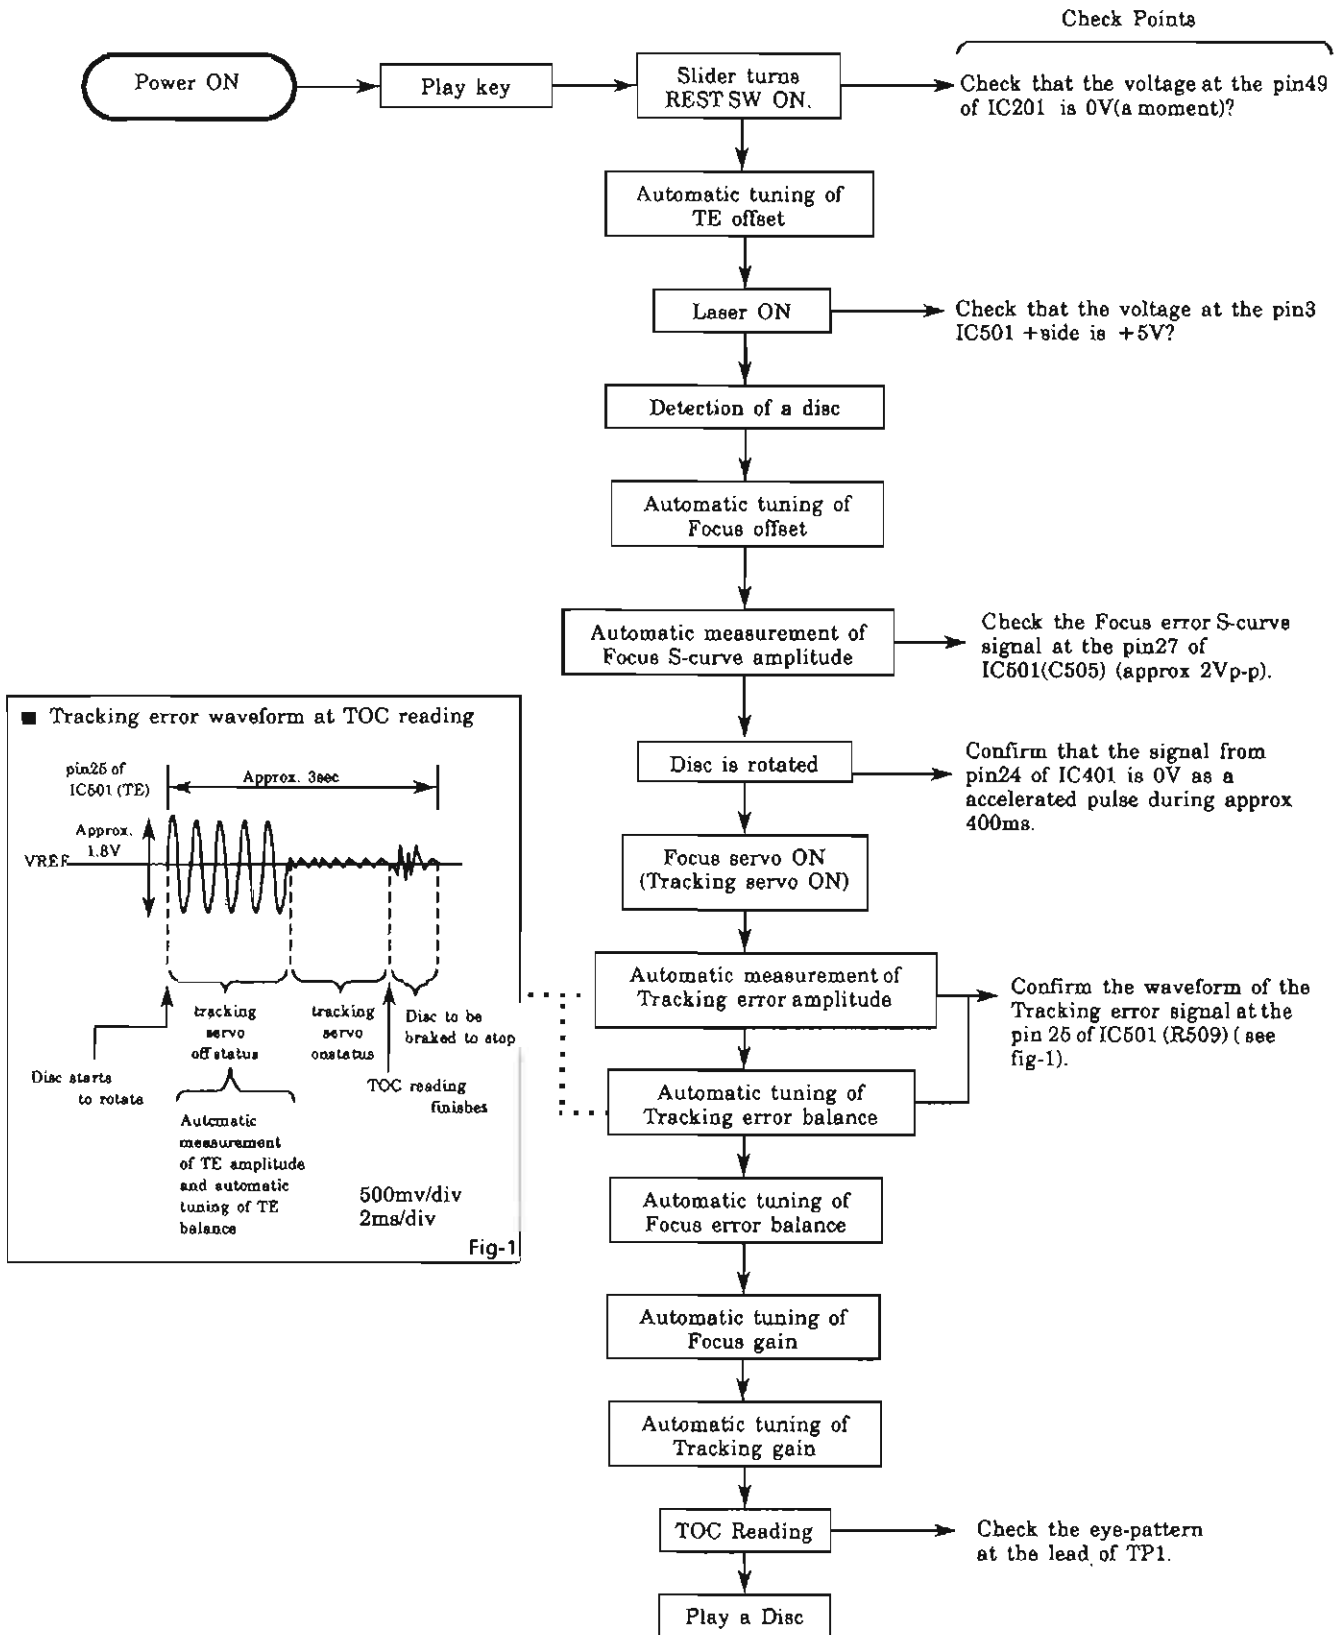 Check Points
Power ON
Play key
Slider turns
REST SW ON.
Check that the voltage at the pin49
of IC201 is 0V(a moment)?
Automatic tuning of
TE offset
Laser ON
Check that the voltage at the pin3
IC501 +side is +5V?
Detection of a disc
Automatic tuning of
Focus offset
Automatic measurement of
Focus S-curve amplitude
Check the Focus error S-curve
signal at the pin27 of
IC501(C505) (approx 2Vp-p).
Disc is rotated
Confirm that the signal from
pin24 of IC401 is 0V as a
accelerated pulse during approx
400ms.
Focus servo ON
(Tracking servo ON)
Automatic measurement of
Tracking error amplitude
Confirm the waveform of the
Tracking error signal at the
pin 25 of IC501 (R509) ( see
fig-1).
Automatic tuning of
Tracking error balance
Automatic tuning of
Focus error balance
Automatic tuning of
Focus gain
Automatic tuning of
Tracking gain
TOC Reading
Check the eye-pattern
at the lead of TP1.
Play a Disc
■ Tracking error waveform at TOC reading
pin25 of
IC501 (TE)
Approx. 3sec
Approx.
1.8V
VREF
tracking
servo
off status
tracking
servo
onstatus
Disc to be
braked to stop
Disc starts
to rotate
TOC reading
finishes
Automatic
measurement
of TE amplitude
and automatic
tuning of TE
balance
500mv/div
2ms/div
Fig-1